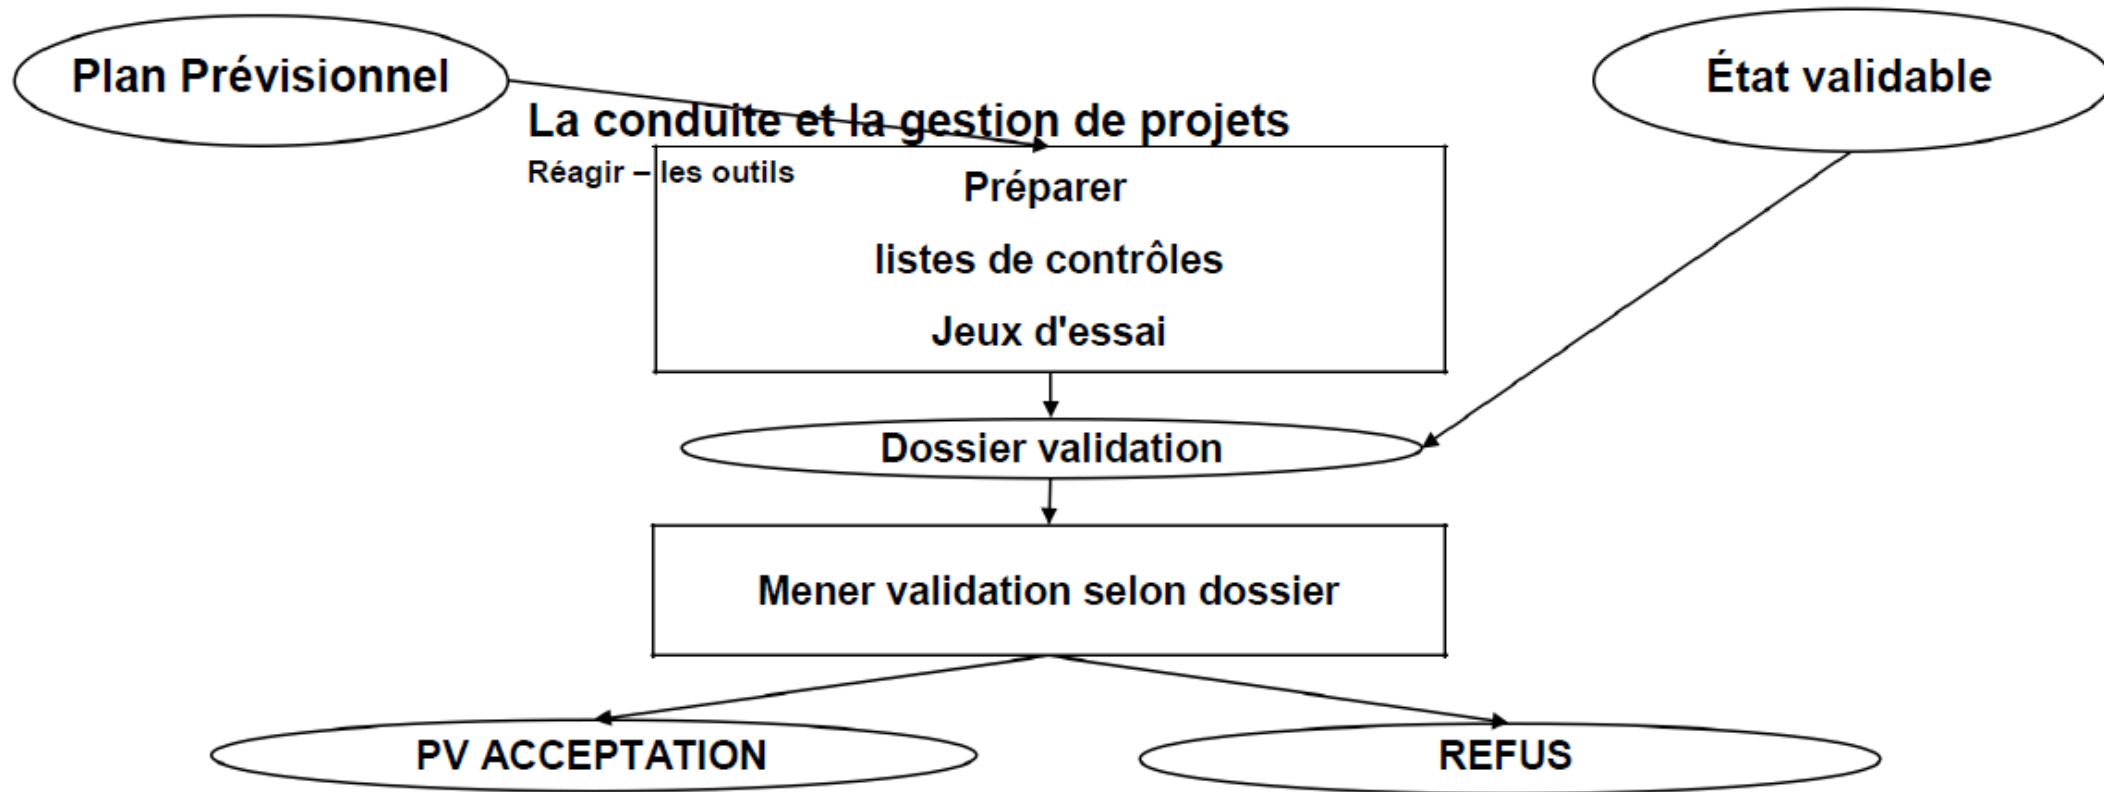 Plan Prévisionnel
État validable
La conduite et la gestion de projets
Réagir – les outils
Préparer
listes de contrôles
Jeux d'essai
Dossier validation
Mener validation selon dossier
PV ACCEPTATION
REFUS